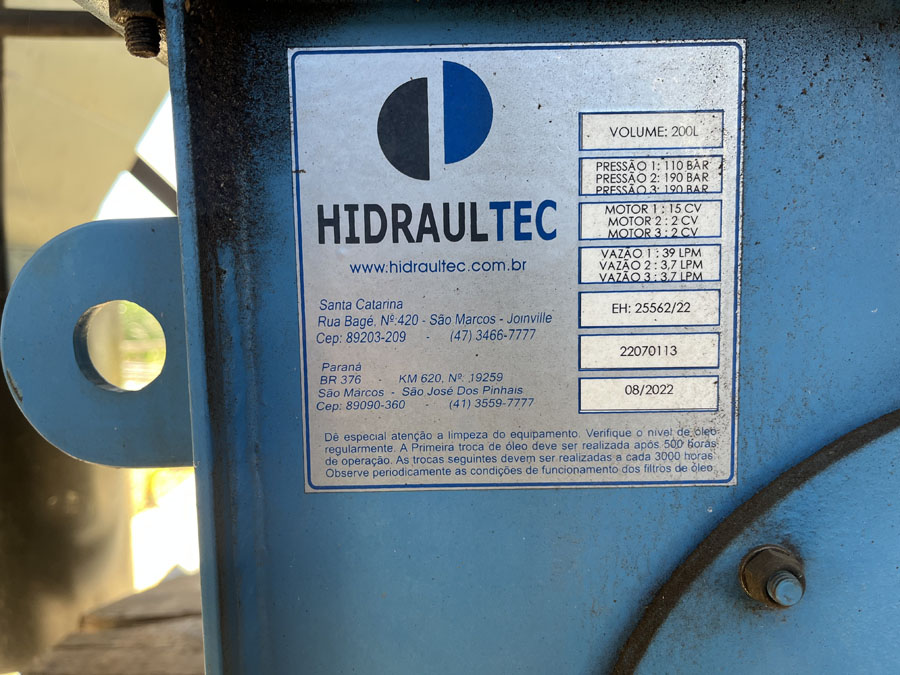 HIDRAULTEC
www.hidraultec.com.br
Santa Catarina
Rua Bagé, Nº:420 - São Marcos - Joinville
Cep: 89203-209 - (47) 3466-7777
Paraná
BR 376 - KM 620, Nº. 19259
São Marcos - São José Dos Pinhais
Cep: 89090-360 - (41) 3559-7777
VOLUME: 200L
PRESSÃO 1: 110 BAR
PRESSÃO 2: 190 BAR
PRESSÃO 3: 190 BAR
MOTOR 1 : 15 CV
MOTOR 2 : 2 CV
MOTOR 3 : 2 CV
VAZÃO 1 : 39 LPM
VAZÃO 2 : 3,7 LPM
VAZÃO 3 : 3,7 LPM
EH: 25562/22
22070113
08/2022
Dê especial atenção a limpeza do equipamento. Verifique o nível de óleo
regularmente. A Primeira troca de óleo deve ser realizada após 500 horas
de operação. As trocas seguintes devem ser realizadas a cada 3000 horas
Observe periodicamente as condições de funcionamento dos filtros de óleo